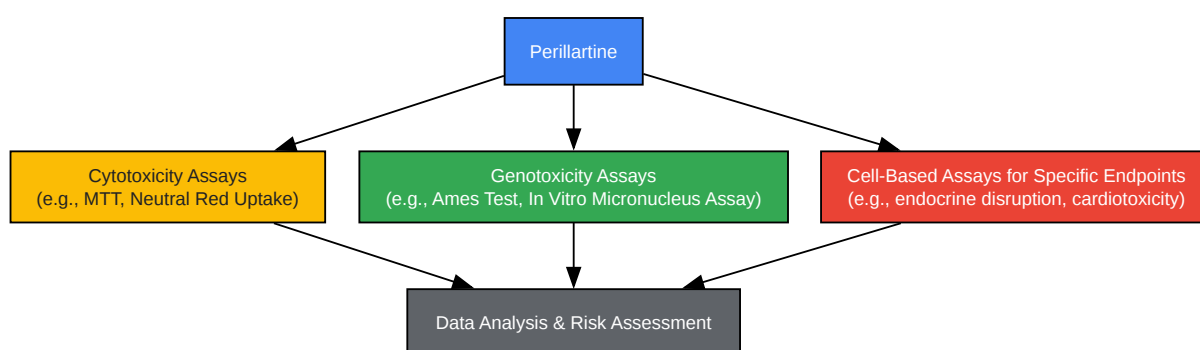 Perillartine
Cytotoxicity Assays
(e.g., MTT, Neutral Red Uptake)
Genotoxicity Assays
(e.g., Ames Test, In Vitro Micronucleus Assay)
Cell-Based Assays for Specific Endpoints
(e.g., endocrine disruption, cardiotoxicity)
Data Analysis & Risk Assessment